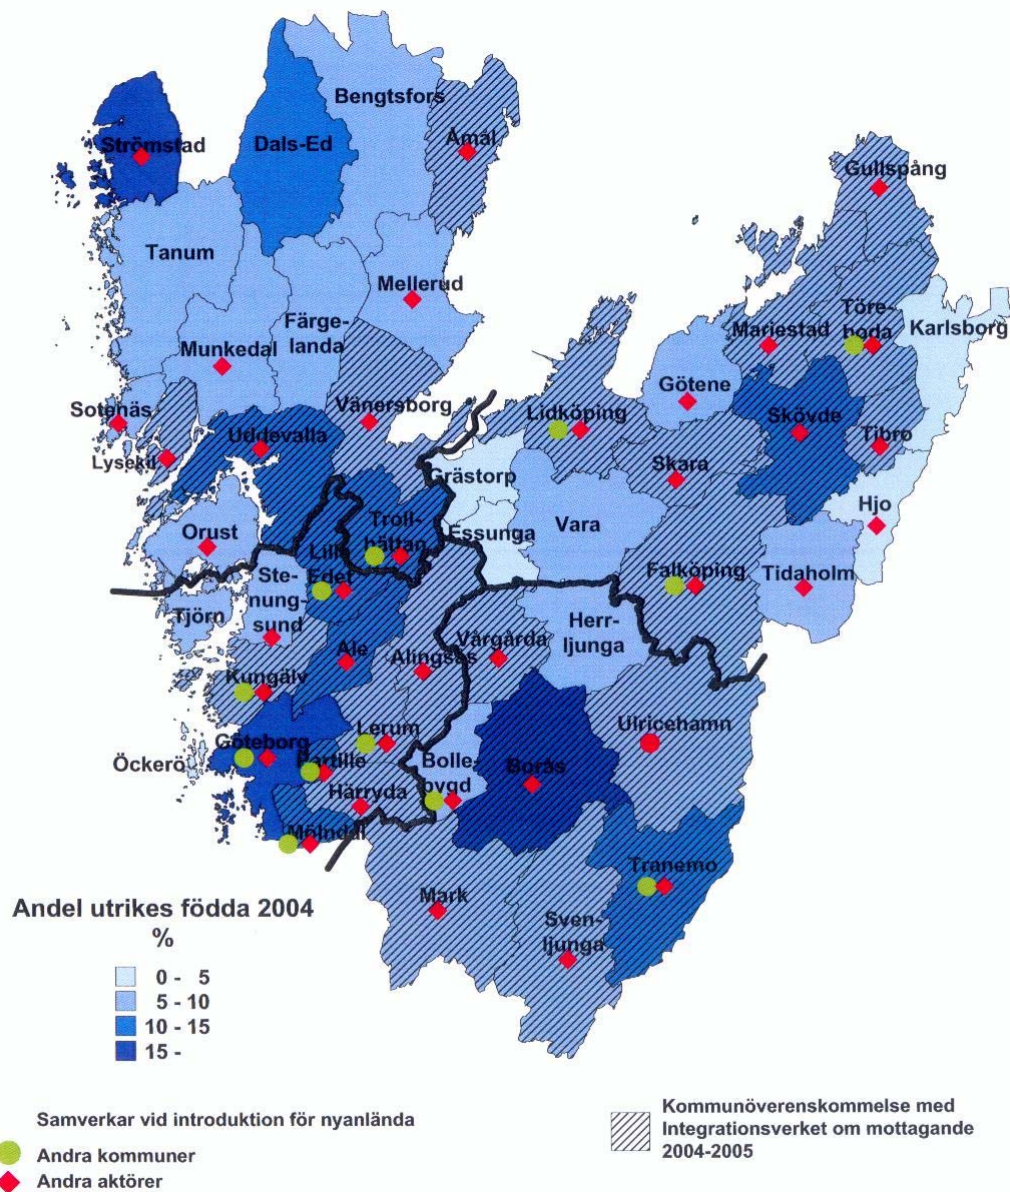 Bengtsfors
Strömstad
Dals-Ed
Åmål
Gullspång
Tanum
Mellerud
Töre-
boda
Karlsborg
Färge-
landa
Munkedal
Mariestad
Götene
Sotenäs
Vänersborg
Lidköping
Skövde
Uddevalla
Tibro
Lysekil
Skara
Grästorp
Hjo
Orust
Troll-
hättan
Essunga
Vara
Lilla
Edet
Ste-
nung-
sund
Falköping
Tidaholm
Tjörn
Herr-
ljunga
Vårgårda
Ale
Alingsås
Kungälv
Lerum
Ulricehamn
Göteborg
Partille
Öckerö
Bolle-
bygd
Borås
Härryda
Mölndal
Tranemo
Mark
Sven-
ljunga
Andel utrikes födda 2004
%
0 - 5
5 - 10
10 - 15
15 -
Samverkar vid introduktion för nyanlända
Andra kommuner
Andra aktörer
Kommunöverenskommelse med
Integrationsverket om mottagande
2004-2005